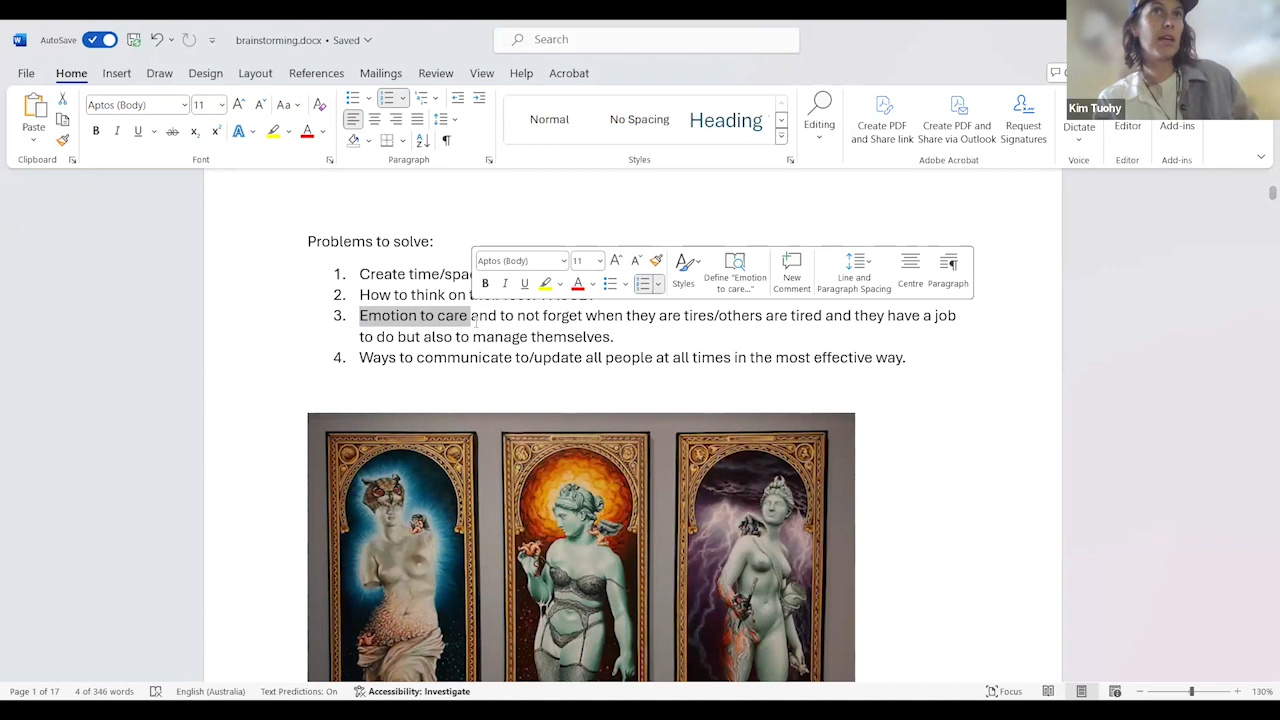 AutoSave
brainstorming.docx • Saved
Search
Kim Tuohy
File Home Insert Draw Design Layout References Mailings Review View Help Acrobat
Paste
Clipboard
Aptos (Body) 11
Font
Paragraph
Normal No Spacing Heading
Styles
Editing
Create PDF and Share link
Create PDF and Share via Outlook
Request Signatures
Adobe Acrobat
Dictate
Voice
Editor
Editor
Add-ins
Add-ins
Problems to solve:
1. Create time/spa
2. How to think on
3. Emotion to care and to not forget when they are tires/others are tired and they have a job
to do but also to manage themselves.
4. Ways to communicate to/update all people at all times in the most effective way.
Aptos (Body) 11
Styles
Define "Emotion
to care..."
New
Comment
Line and
Paragraph Spacing
Centre
Paragraph
Page 1 of 17 4 of 346 words English (Australia) Text Predictions: On Accessibility: Investigate Focus 130%